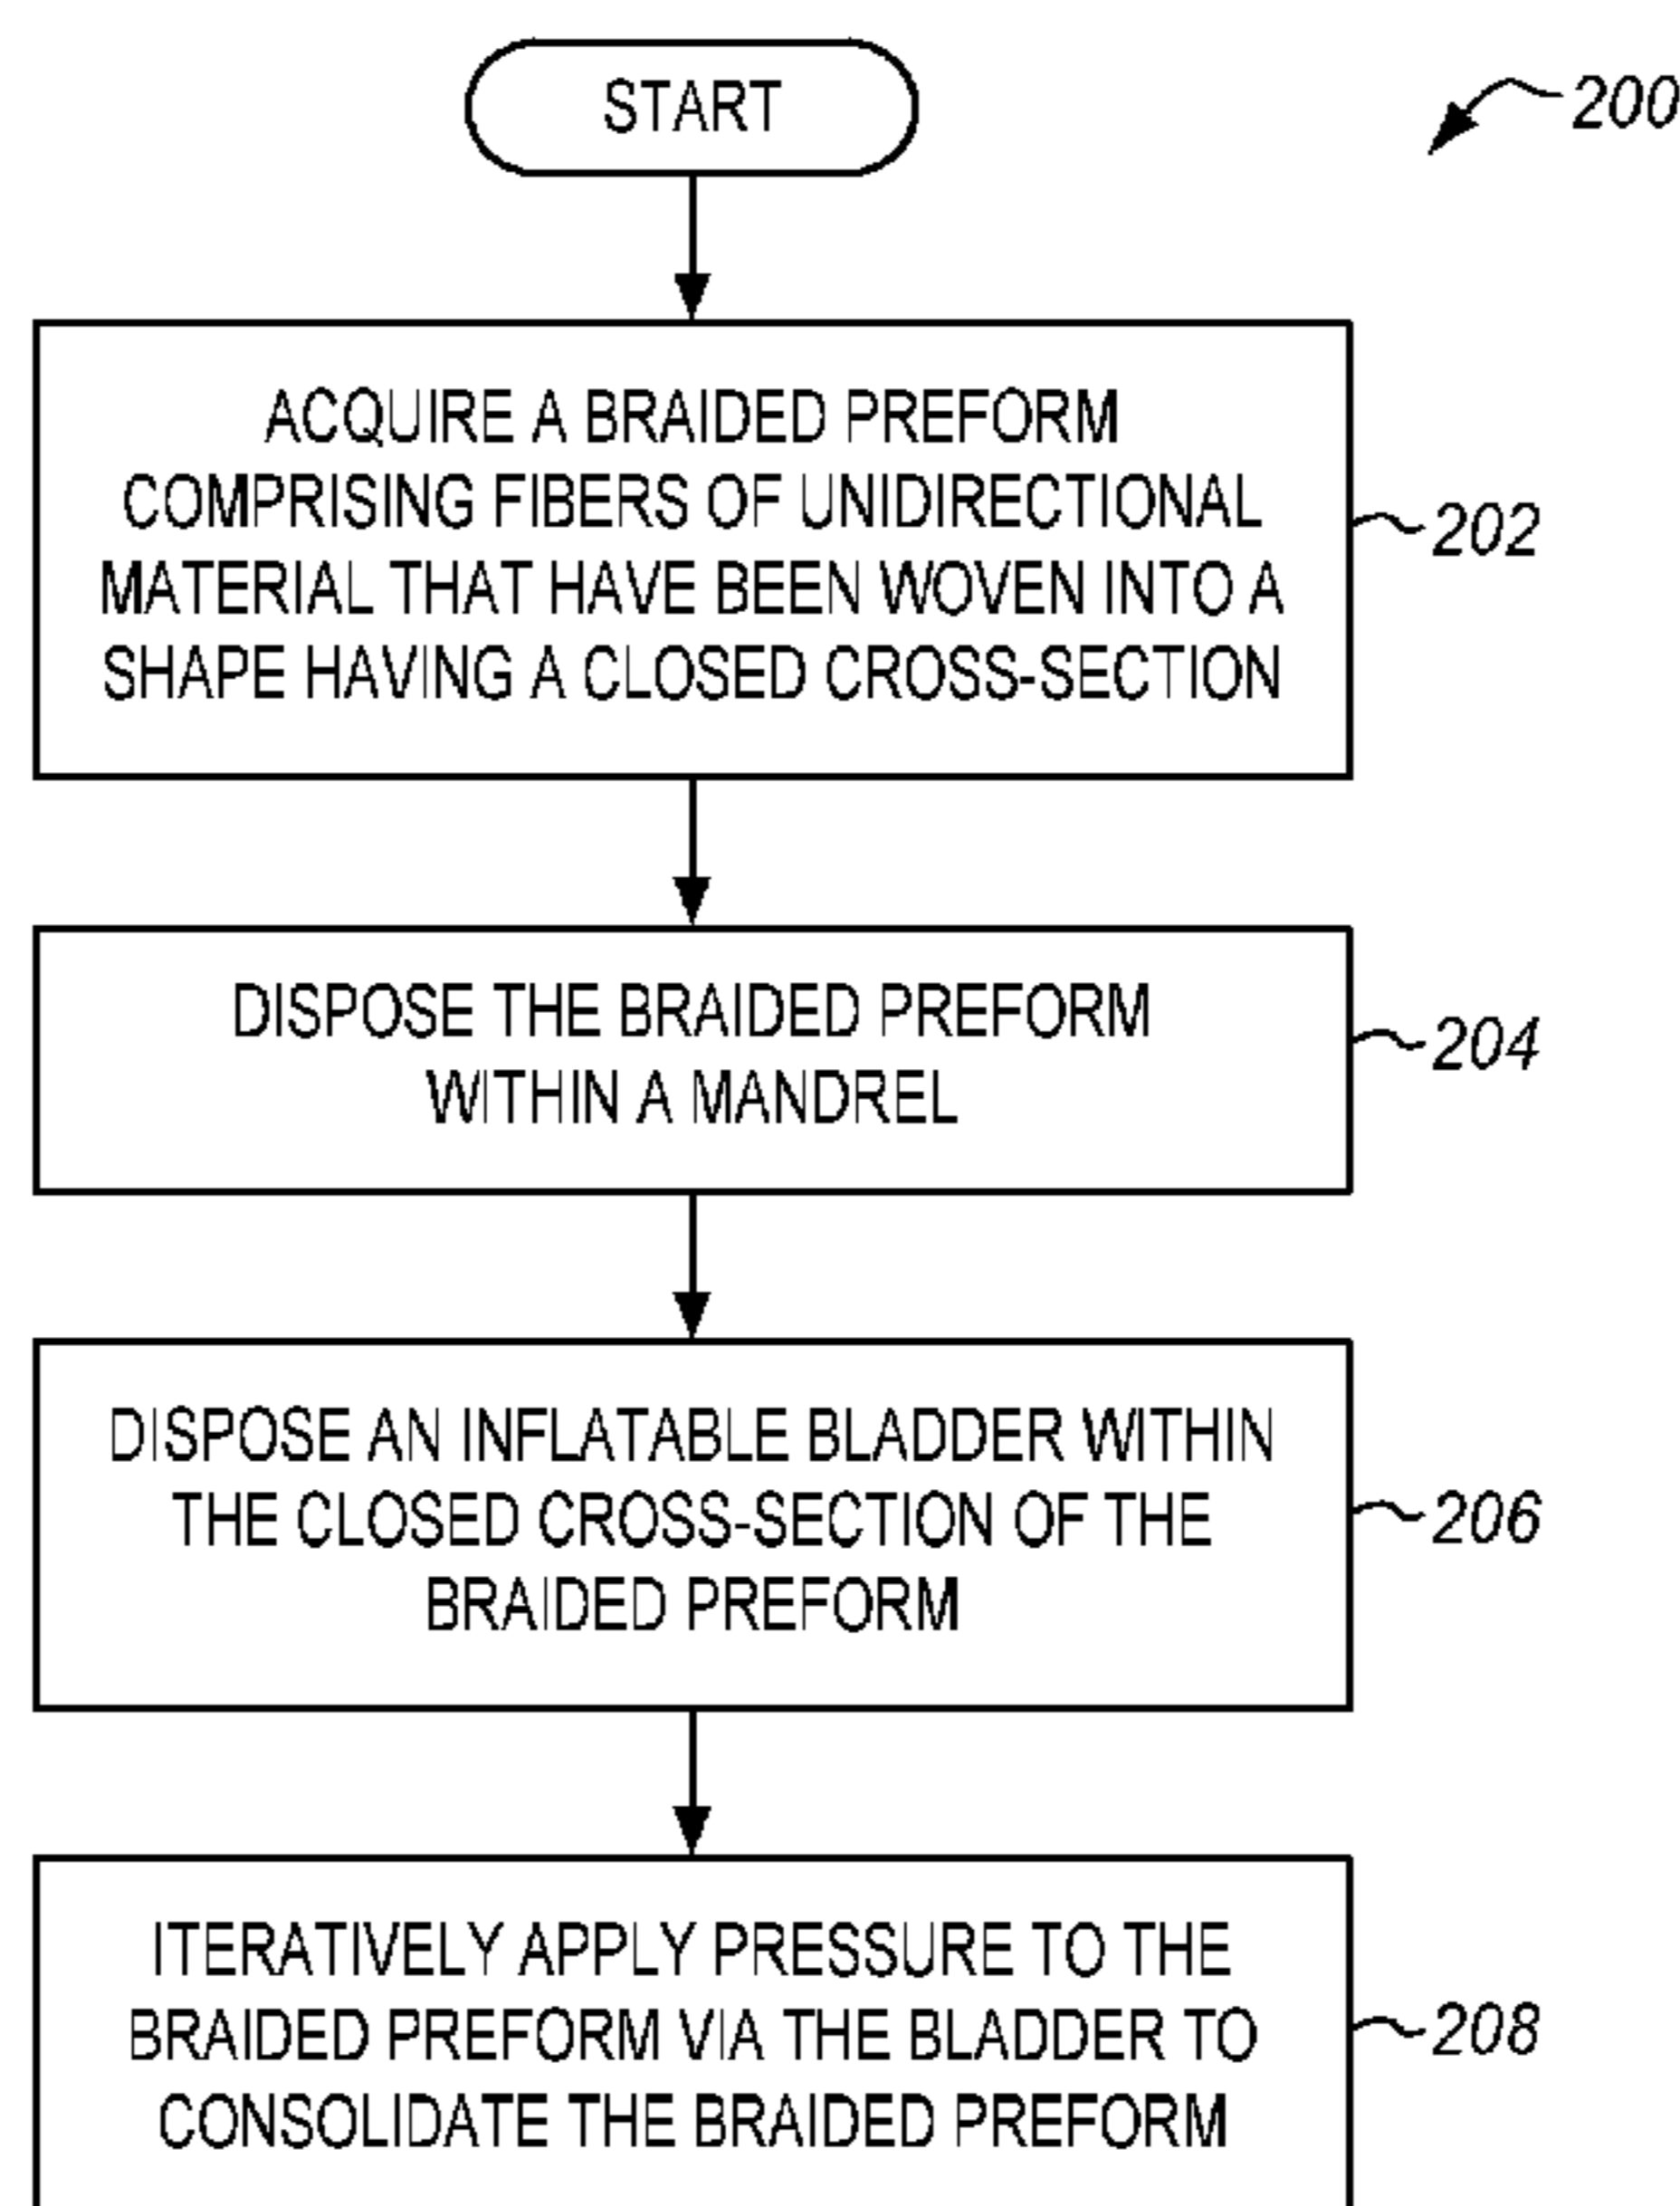 START
200
ACQUIRE A BRAIDED PREFORM
COMPRISING FIBERS OF UNIDIRECTIONAL
MATERIAL THAT HAVE BEEN WOVEN INTO A
SHAPE HAVING A CLOSED CROSS-SECTION
202
DISPOSE THE BRAIDED PREFORM
WITHIN A MANDREL
204
DISPOSE AN INFLATABLE BLADDER WITHIN
THE CLOSED CROSS-SECTION OF THE
BRAIDED PREFORM
206
ITERATIVELY APPLY PRESSURE TO THE
BRAIDED PREFORM VIA THE BLADDER TO
CONSOLIDATE THE BRAIDED PREFORM
208